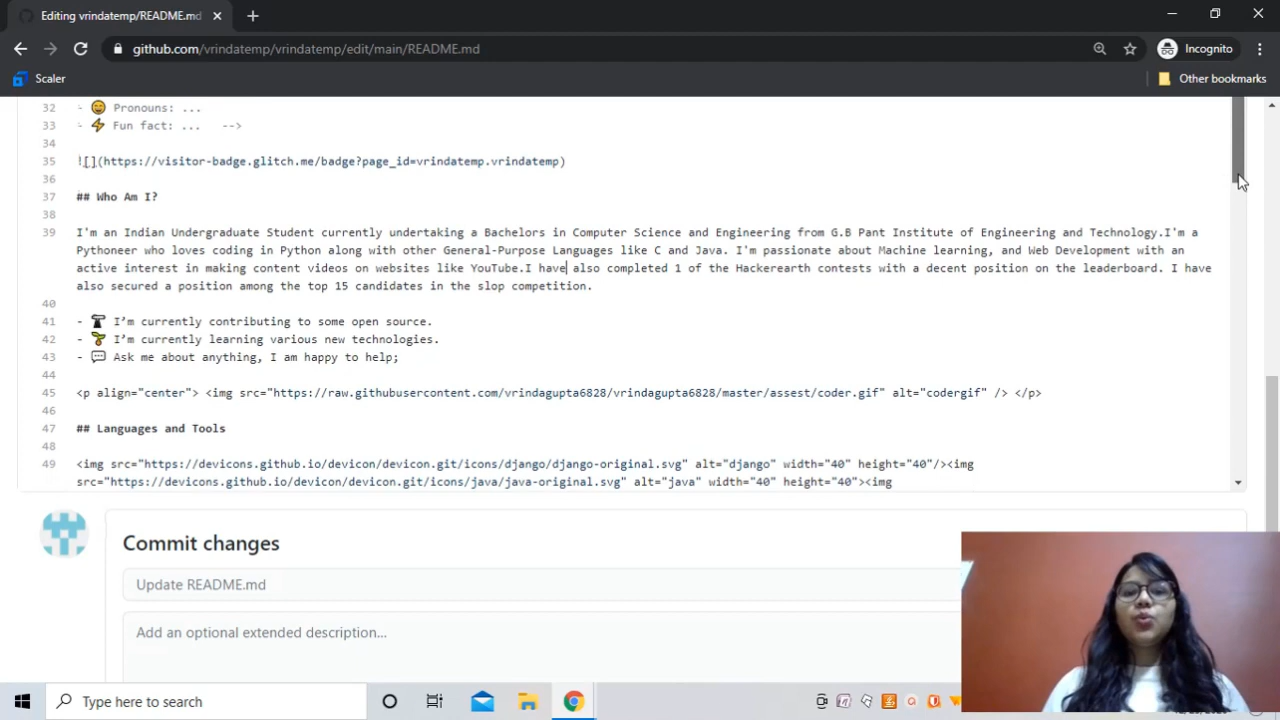 Editing vrindatemp/README.md
github.com/vrindatemp/vrindatemp/edit/main/README.md
Incognito
Scaler
Other bookmarks
32 - 😄 Pronouns: ...
33 - ⚡ Fun fact: ... -->
34
35 ![](https://visitor-badge.glitch.me/badge?page_id=vrindatemp.vrindatemp)
36
37 ## Who Am I?
38
39 I'm an Indian Undergraduate Student currently undertaking a Bachelors in Computer Science and Engineering from G.B Pant Institute of Engineering and Technology.I'm a
Pythoneer who loves coding in Python along with other General-Purpose Languages like C and Java. I'm passionate about Machine learning, and Web Development with an
active interest in making content videos on websites like YouTube.I have also completed 1 of the Hackerearth contests with a decent position on the leaderboard. I have
also secured a position among the top 15 candidates in the slop competition.
40
41 - I'm currently contributing to some open source.
42 - I'm currently learning various new technologies.
43 - 💬 Ask me about anything, I am happy to help;
44
45 <p align="center"> <img src="https://raw.githubusercontent.com/vrindagupta6828/vrindagupta6828/master/assest/coder.gif" alt="codergif" /> </p>
46
47 ## Languages and Tools
48
49 <img src="https://devicons.github.io/devicon/devicon.git/icons/django/django-original.svg" alt="django" width="40" height="40"/><img
src="https://devicons.github.io/devicon/devicon.git/icons/java/java-original.svg" alt="java" width="40" height="40"><img
Commit changes
Update README.md
Add an optional extended description...
Type here to search